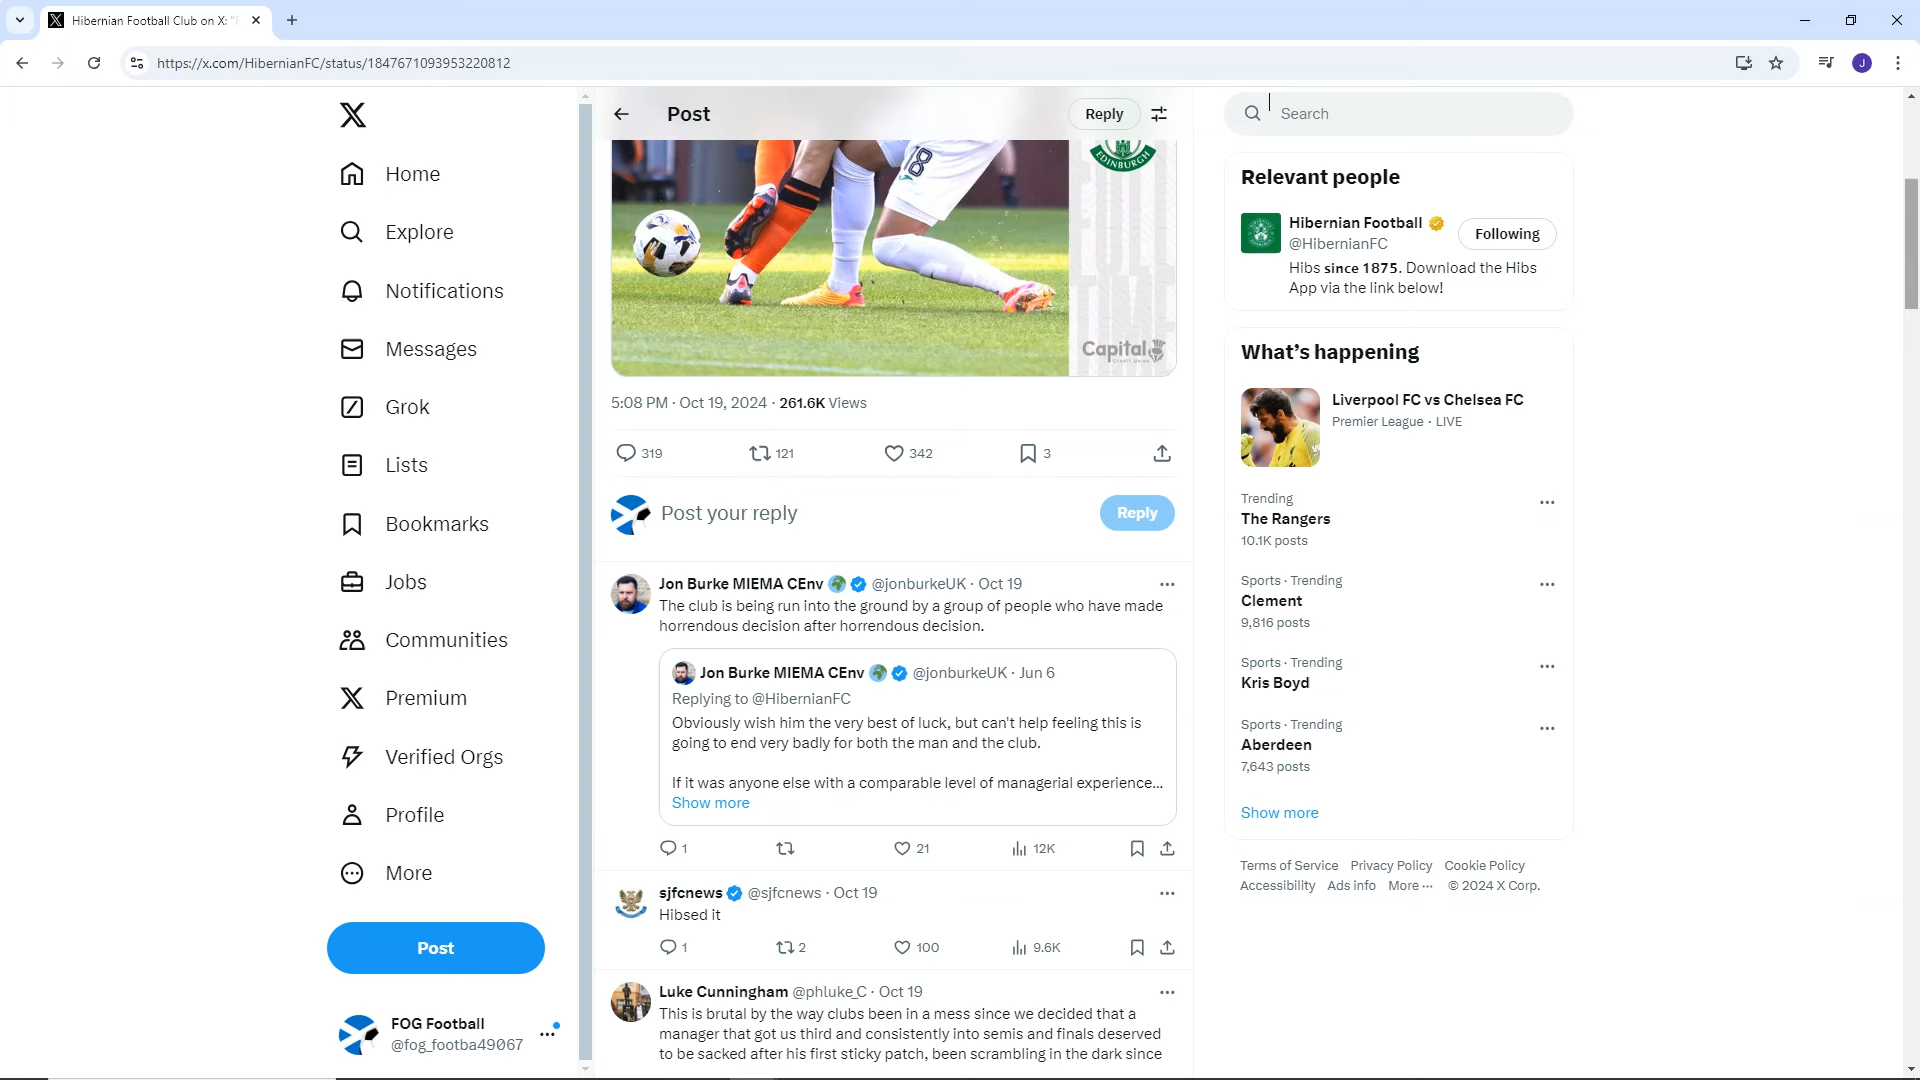 Hibernian Football Club on X: "F
https://x.com/HibernianFC/status/1847671093953220812
J
Home
Explore
Notifications
Messages
Grok
Lists
Bookmarks
Jobs
Communities
Premium
Verified Orgs
Profile
More
Post
FOG Football
@fog_footba49067
Post
Reply
18
EDINBURGH
FULL
Capital
Credit Union
5:08 PM · Oct 19, 2024 · 261.6K Views
319 121 342 3
Post your reply
Reply
Jon Burke MIEMA CEnv @jonburkeUK · Oct 19
The club is being run into the ground by a group of people who have made
horrendous decision after horrendous decision.
Jon Burke MIEMA CEnv @jonburkeUK · Jun 6
Replying to @HibernianFC
Obviously wish him the very best of luck, but can't help feeling this is
going to end very badly for both the man and the club.
If it was anyone else with a comparable level of managerial experience...
Show more
1 21 12K
sjfcnews @sjfcnews · Oct 19
Hibsed it
1 2 100 9.6K
Luke Cunningham @phluke_C · Oct 19
This is brutal by the way clubs been in a mess since we decided that a
manager that got us third and consistently into semis and finals deserved
to be sacked after his first sticky patch, been scrambling in the dark since
Search
Relevant people
Hibernian Football
@HibernianFC
Following
Hibs since 1875. Download the Hibs
App via the link below!
What's happening
Liverpool FC vs Chelsea FC
Premier League · LIVE
Trending
The Rangers
10.1K posts
Sports · Trending
Clement
9,816 posts
Sports · Trending
Kris Boyd
Sports · Trending
Aberdeen
7,643 posts
Show more
Terms of Service Privacy Policy Cookie Policy
Accessibility Ads info More ··· © 2024 X Corp.